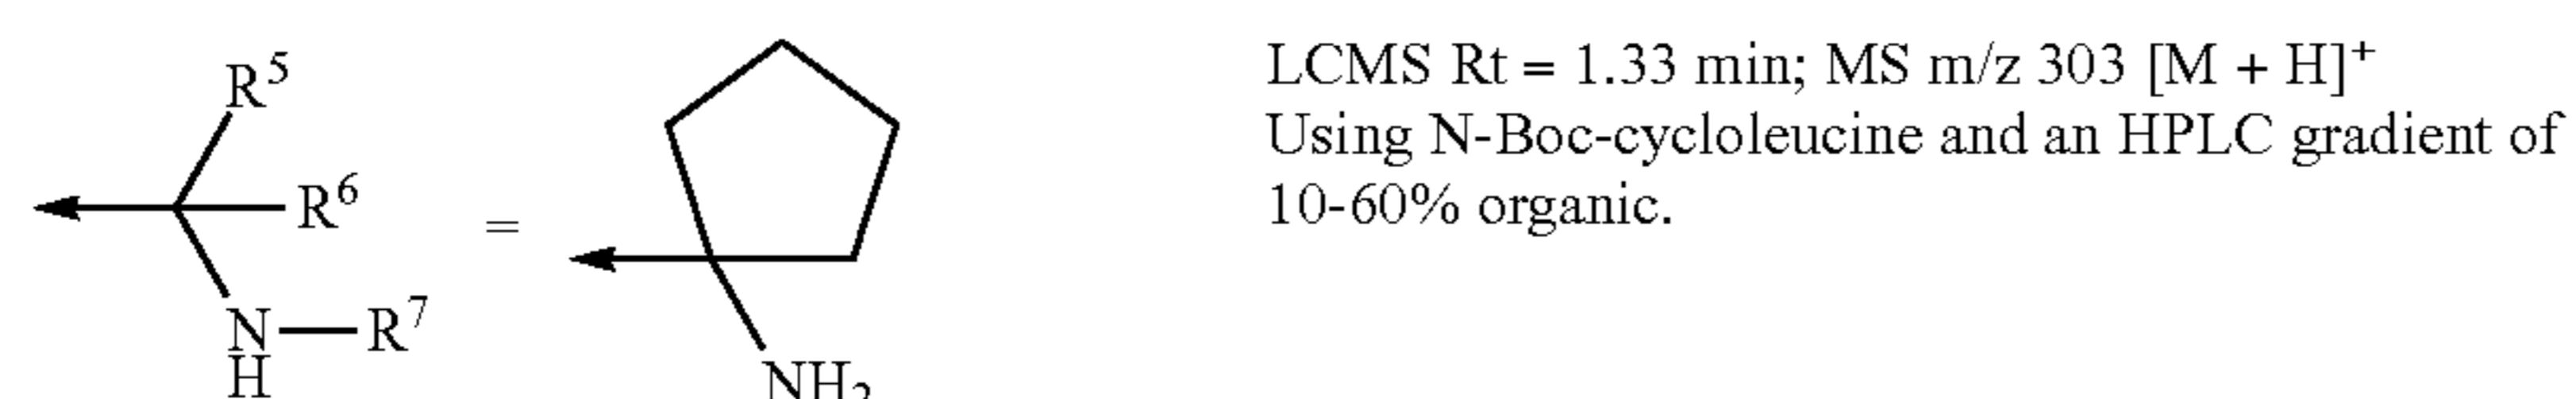 R⁵
R⁶
N
H
R⁷
=
NH₂
LCMS Rt = 1.33 min; MS m/z 303 [M + H]⁺
Using N-Boc-cycloleucine and an HPLC gradient of
10-60% organic.